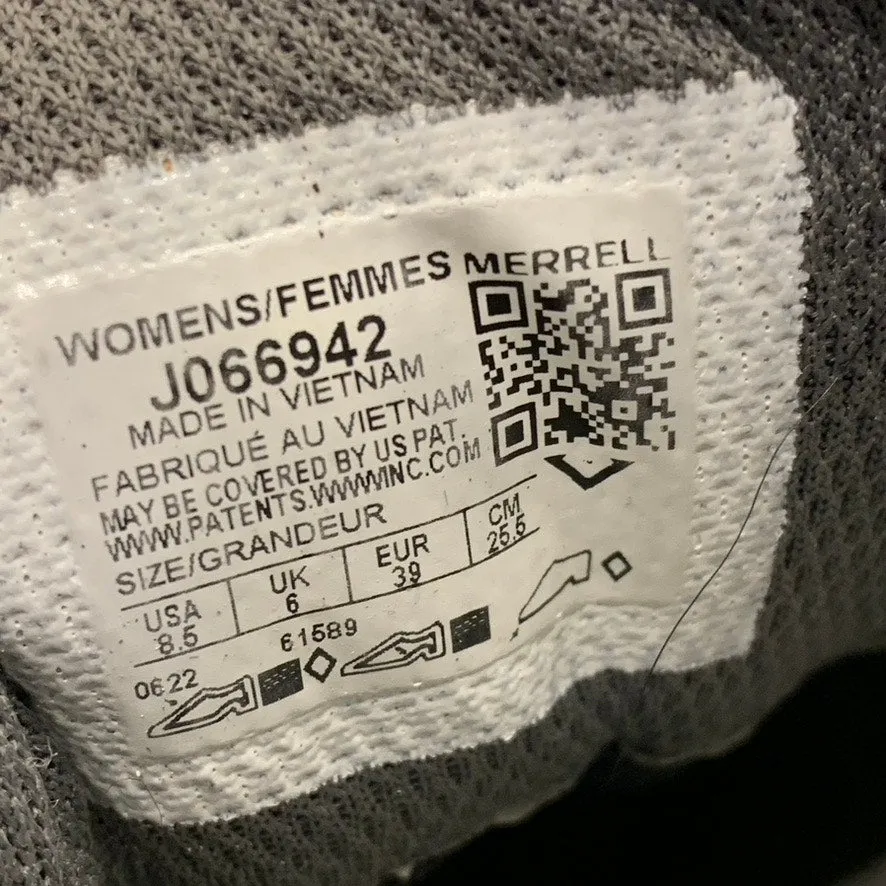 WOMENS/FEMMES MERRELL
J066942
MADE IN VIETNAM
FABRIQUÉ AU VIETNAM
MAY BE COVERED BY US PAT.
WWW.PATENTS.WWWINC.COM
SIZE/GRANDEUR
USA UK EUR CM
8.5 6 39 25.5
0622 61589